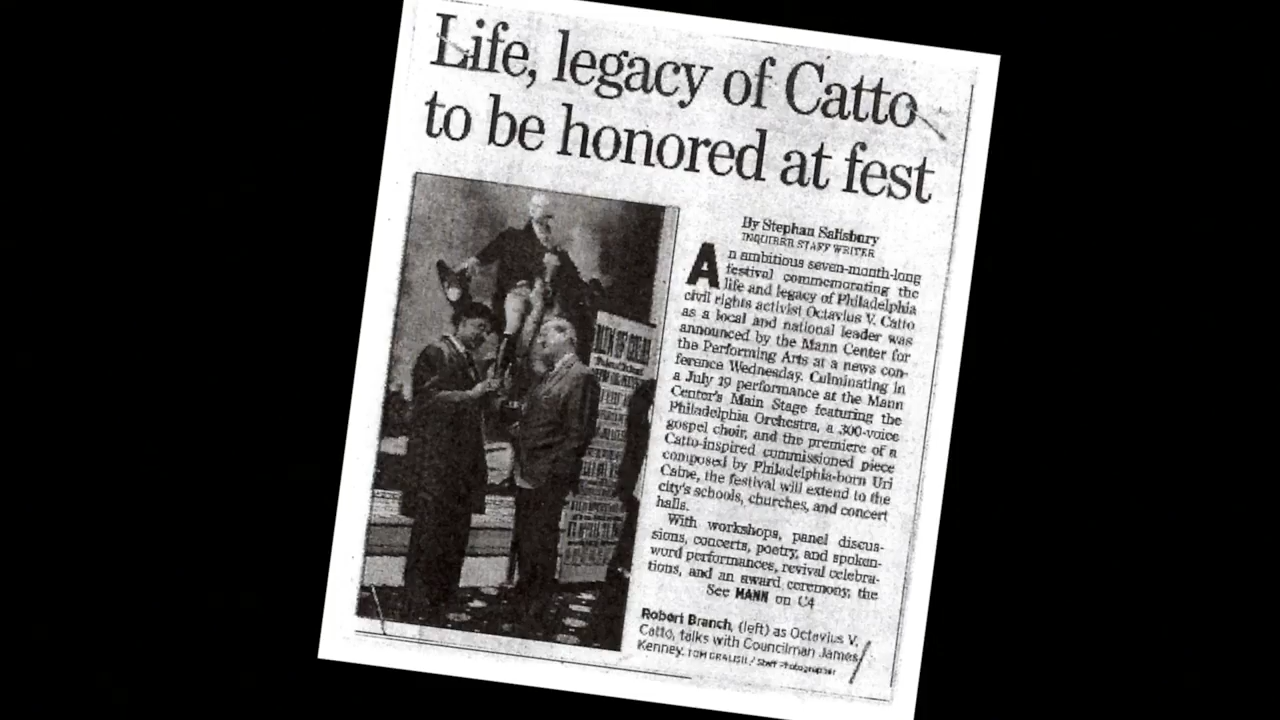 Life, legacy of Catto
to be honored at fest
By Stephan Salisbury
INQUIRER STAFF WRITER
An ambitious seven-month-long
festival commemorating the
life and legacy of Philadelphia
civil rights activist Octavius V. Catto
as a local and national leader was
announced by the Mann Center for
the Performing Arts at a news con-
ference Wednesday. Culminating in
a July 19 performance at the Mann
Center's Main Stage featuring the
Philadelphia Orchestra, a 300-voice
gospel choir, and the premiere of a
Catto-inspired commissioned piece
composed by Philadelphia-born Uri
Caine, the festival will extend to the
city's schools, churches, and concert
halls.
With workshops, panel discus-
sions, concerts, poetry, and spoken-
word performances, revival celebra-
tions, and an award ceremony, the
See MANN on C4
Robert Branch, (left) as Octavius V.
Catto, talks with Councilman James
Kenney. TOM GRALISH / Staff Photographer